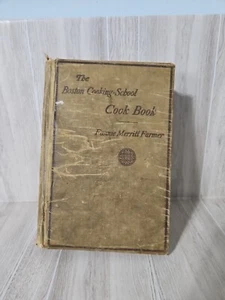 The
Boston Cooking-School
Cook Book
Fannie Merritt Farmer